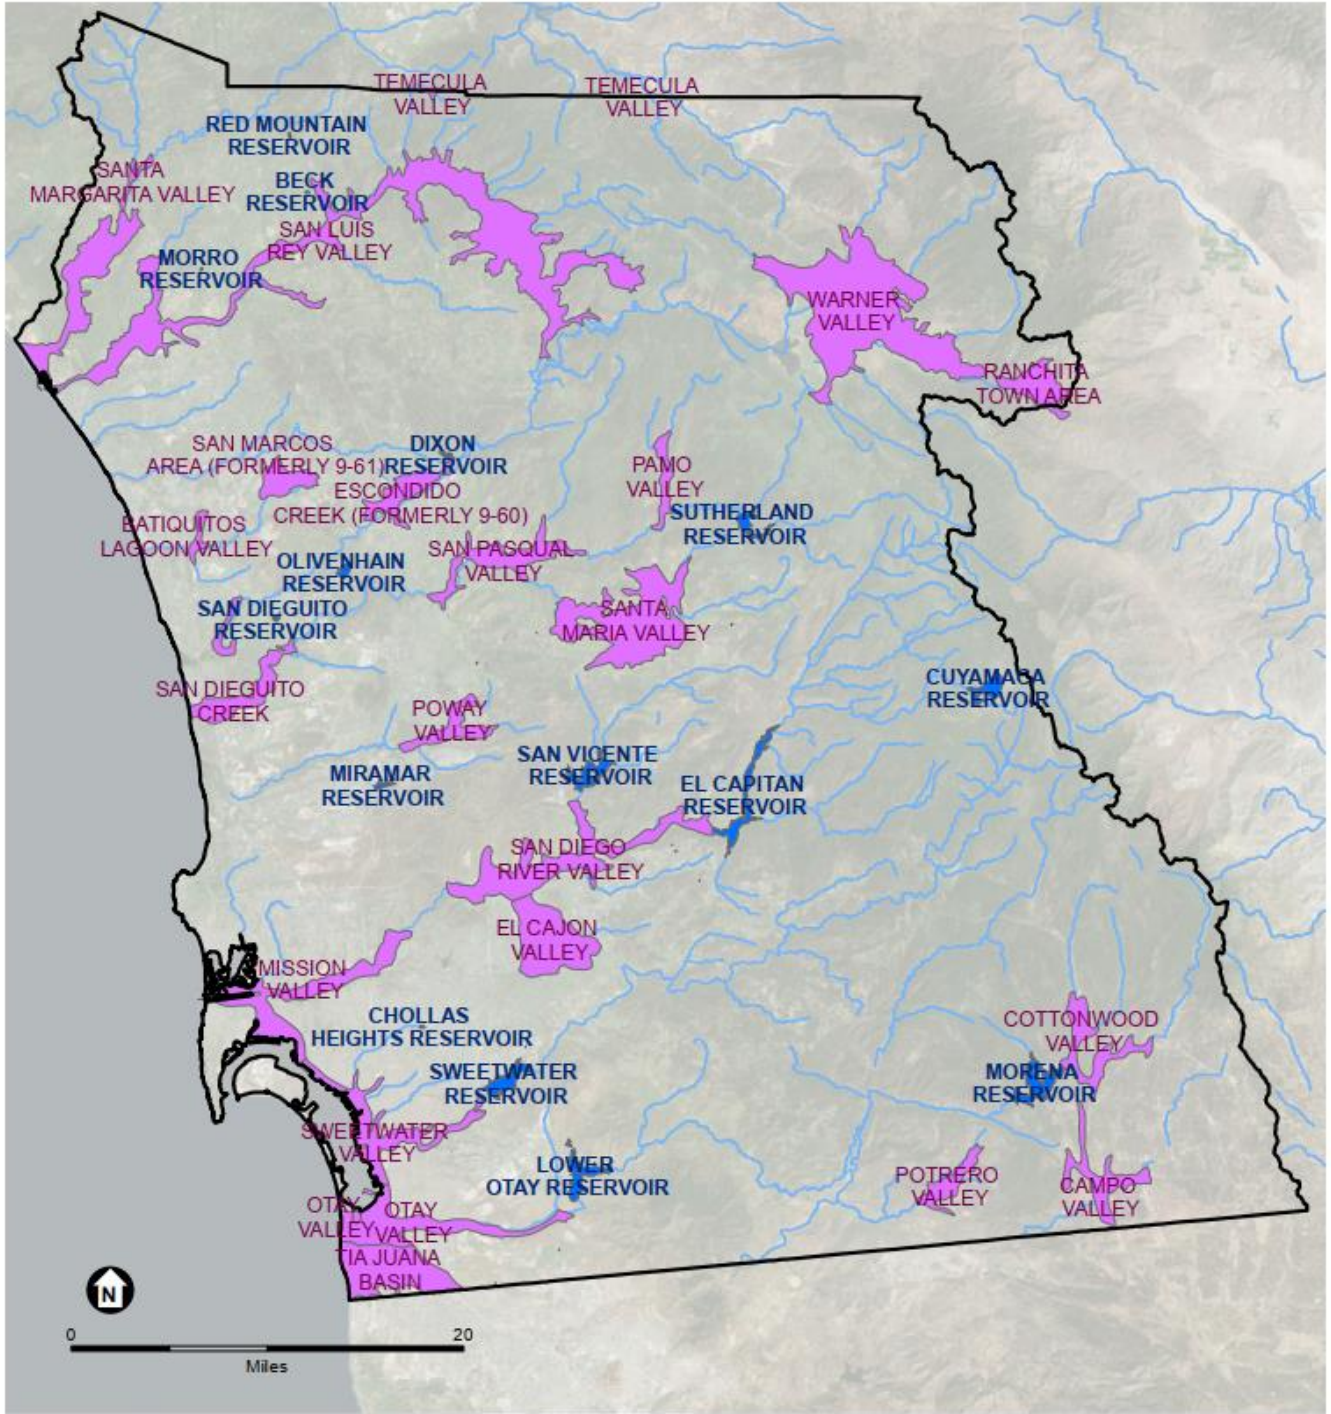 TEMECULA
VALLEY
TEMECULA
VALLEY
RED MOUNTAIN
RESERVOIR
SANTA
MARGARITA VALLEY
BECK
RESERVOIR
SAN LUIS
REY VALLEY
MORRO
RESERVOIR
WARNER
VALLEY
RANCHITA
TOWN AREA
SAN MARCOS
AREA (FORMERLY 9-61)
DIXON
RESERVOIR
ESCONDIDO
CREEK (FORMERLY 9-60)
PAMO
VALLEY
SUTHERLAND
RESERVOIR
BATIQUITOS
LAGOON VALLEY
OLIVENHAIN
RESERVOIR
SAN PASQUAL
VALLEY
SAN DIEGUITO
RESERVOIR
SANTA
MARIA VALLEY
CUYAMACA
RESERVOIR
SAN DIEGUITO
CREEK
POWAY
VALLEY
MIRAMAR
RESERVOIR
SAN VICENTE
RESERVOIR
EL CAPITAN
RESERVOIR
SAN DIEGO
RIVER VALLEY
EL CAJON
VALLEY
MISSION
VALLEY
CHOLLAS
HEIGHTS RESERVOIR
COTTONWOOD
VALLEY
SWEETWATER
RESERVOIR
MORENA
RESERVOIR
SWEETWATER
VALLEY
LOWER
OTAY RESERVOIR
POTRERO
VALLEY
CAMPO
VALLEY
OTAY
VALLEY
OTAY
VALLEY
TIA JUANA
BASIN
N
0 20
Miles